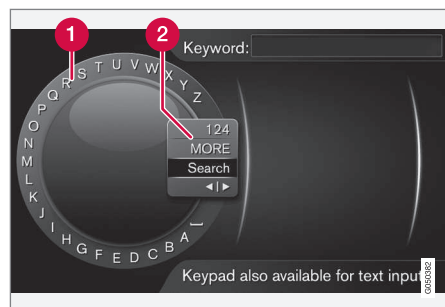 1
2
Keyword:
A B C D E F G H I J K L M N O P Q R S T U V W X Y Z
124
MORE
Search
◄|►
Keypad also available for text input
G050382